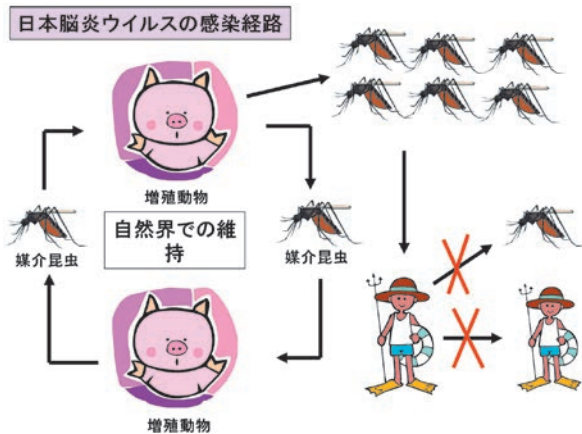 日本脳炎ウイルスの感染経路
増殖動物
媒介昆虫
自然界での維
持
媒介昆虫
増殖動物